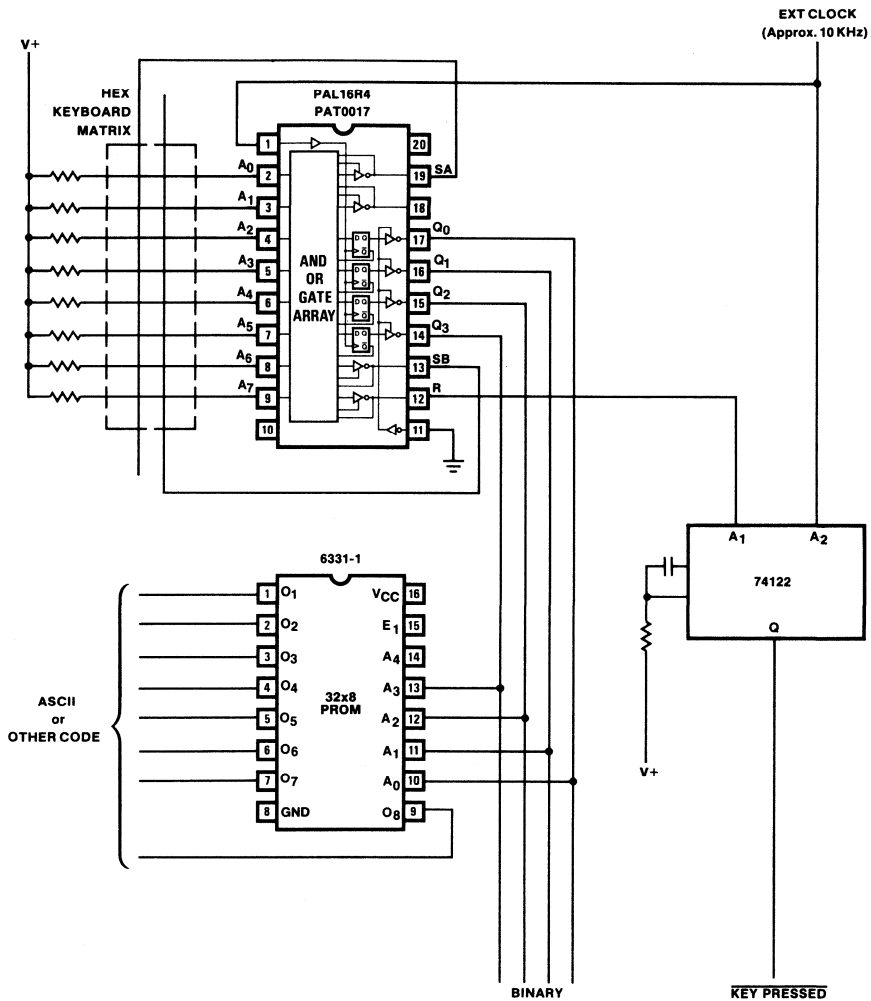 EXT CLOCK
(Approx. 10 KHz)
V+
HEX
KEYBOARD
MATRIX
PAL16R4
PAT0017
1
20
A0
2
19
SA
A1
3
18
A2
4
17
Q0
A3
5
16
Q1
A4
6
15
Q2
A5
7
14
Q3
A6
8
13
SB
A7
9
12
R
10
11
AND
OR
GATE
ARRAY
D Q
Q̅
D Q
Q̅
D Q
Q̅
D Q
Q̅
A1
A2
74122
Q
V+
KEY PRESSED
6331-1
1
O1
VCC
16
2
O2
E1
15
3
O3
A4
14
4
O4
A3
13
5
O5
A2
12
6
O6
A1
11
7
O7
A0
10
8
GND
O8
9
32x8
PROM
ASCII
or
OTHER CODE
BINARY